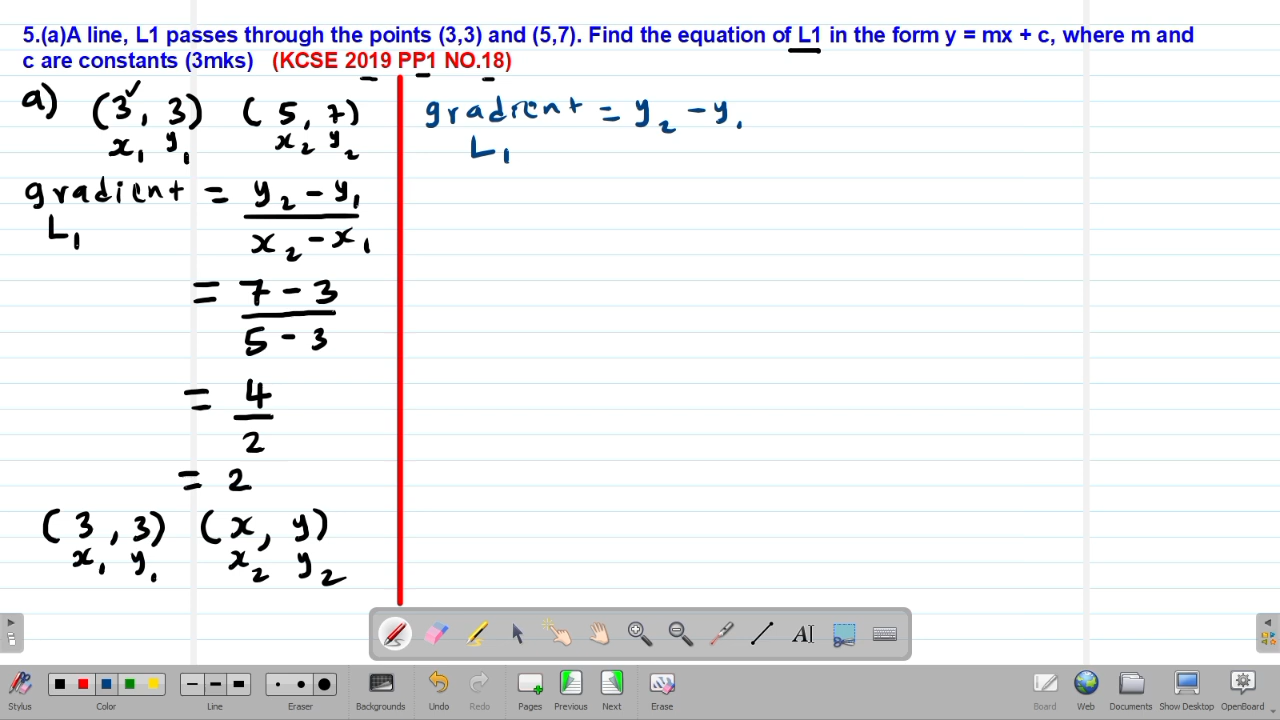 5.(a)A line, L1 passes through the points (3,3) and (5,7). Find the equation of L1 in the form y = mx + c, where m and
c are constants (3mks) (KCSE 2019 PP1 NO.18)
a) (3, 3) (5, 7)
x₁ y₁ x₂ y₂
gradient = y₂ - y₁
L₁ x₂ - x₁
= 7 - 3
5 - 3
= 4
2
= 2
(3, 3) (x, y)
x₁ y₁ x₂ y₂
gradient = y₂ - y₁
L₁
Stylus Color Line Eraser Backgrounds Undo Redo Pages Previous Next Erase Board Web Documents Show Desktop OpenBoard